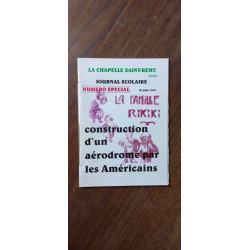 LA CHAPELLE SAINT-REMY
JOURNAL SCOLAIRE
NUMERO SPECIAL
LA FAMILLE
RIKIKI
construction
d'un
aérodrome par
les Américains